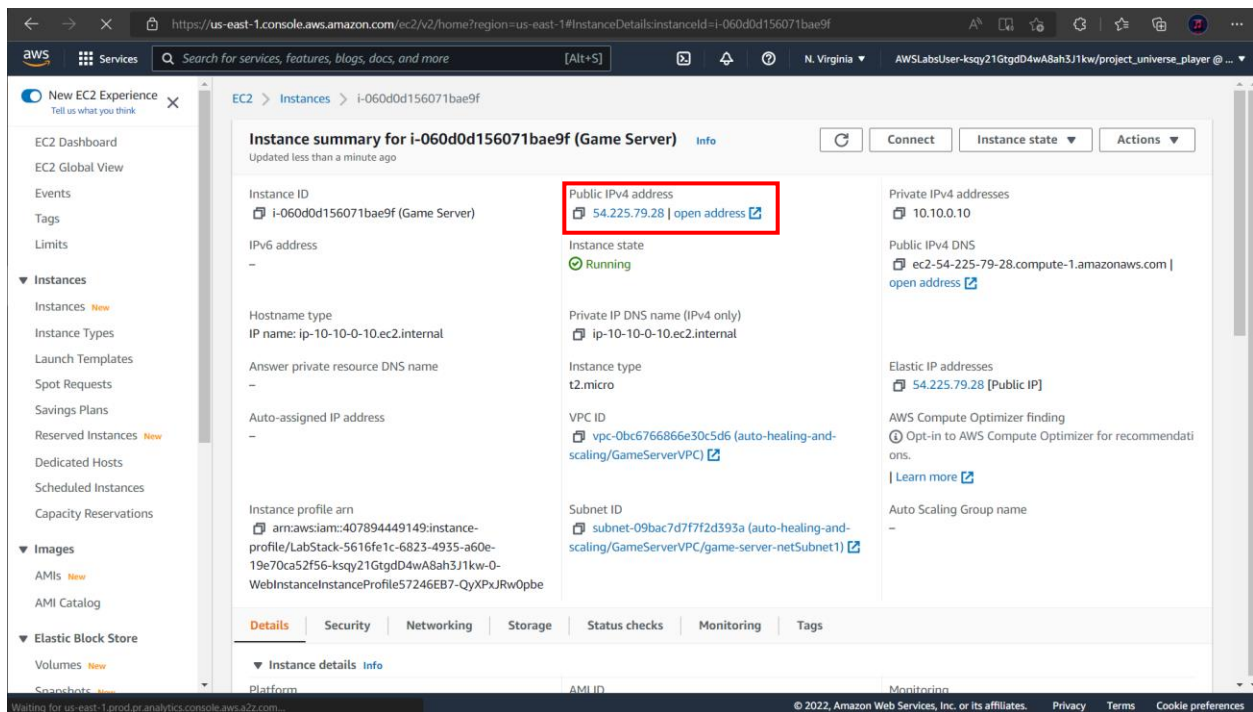 https://us-east-1.console.aws.amazon.com/ec2/v2/home?region=us-east-1#InstanceDetails:instanceId=i-060d0d156071bae9f
aws
Services
Search for services, features, blogs, docs, and more
[Alt+S]
N. Virginia
AWSLabsUser-ksqy21GtgdD4wA8ah3J1kw/project_universe_player @ ...
New EC2 Experience
Tell us what you think
EC2 Dashboard
EC2 Global View
Events
Tags
Limits
Instances
Instances New
Instance Types
Launch Templates
Spot Requests
Savings Plans
Reserved Instances New
Dedicated Hosts
Scheduled Instances
Capacity Reservations
Images
AMIs New
AMI Catalog
Elastic Block Store
Volumes New
Snapshots New
EC2 > Instances > i-060d0d156071bae9f
Instance summary for i-060d0d156071bae9f (Game Server) Info
Updated less than a minute ago
Connect
Instance state
Actions
Instance ID
i-060d0d156071bae9f (Game Server)
Public IPv4 address
54.225.79.28 | open address
Private IPv4 addresses
10.10.0.10
IPv6 address
–
Instance state
Running
Public IPv4 DNS
ec2-54-225-79-28.compute-1.amazonaws.com |
open address
Hostname type
IP name: ip-10-10-0-10.ec2.internal
Private IP DNS name (IPv4 only)
ip-10-10-0-10.ec2.internal
Answer private resource DNS name
–
Instance type
t2.micro
Elastic IP addresses
54.225.79.28 [Public IP]
Auto-assigned IP address
–
VPC ID
vpc-0bc6766866e30c5d6 (auto-healing-and-
scaling/GameServerVPC)
AWS Compute Optimizer finding
Opt-in to AWS Compute Optimizer for recommendati
ons.
| Learn more
Instance profile arn
arn:aws:iam::407894449149:instance-
profile/LabStack-5616fe1c-6823-4935-a60e-
19e70ca52f56-ksqy21GtgdD4wA8ah3J1kw-0-
WebInstanceInstanceProfile57246EB7-QyXPxJRw0pbe
Subnet ID
subnet-09bac7d7f7f2d393a (auto-healing-and-
scaling/GameServerVPC/game-server-netSubnet1)
Auto Scaling Group name
–
Details
Security
Networking
Storage
Status checks
Monitoring
Tags
Instance details Info
Platform
AMI ID
Monitoring
Waiting for us-east-1.prod.pr.analytics.console.aws.a2z.com...
© 2022, Amazon Web Services, Inc. or its affiliates.
Privacy
Terms
Cookie preferences